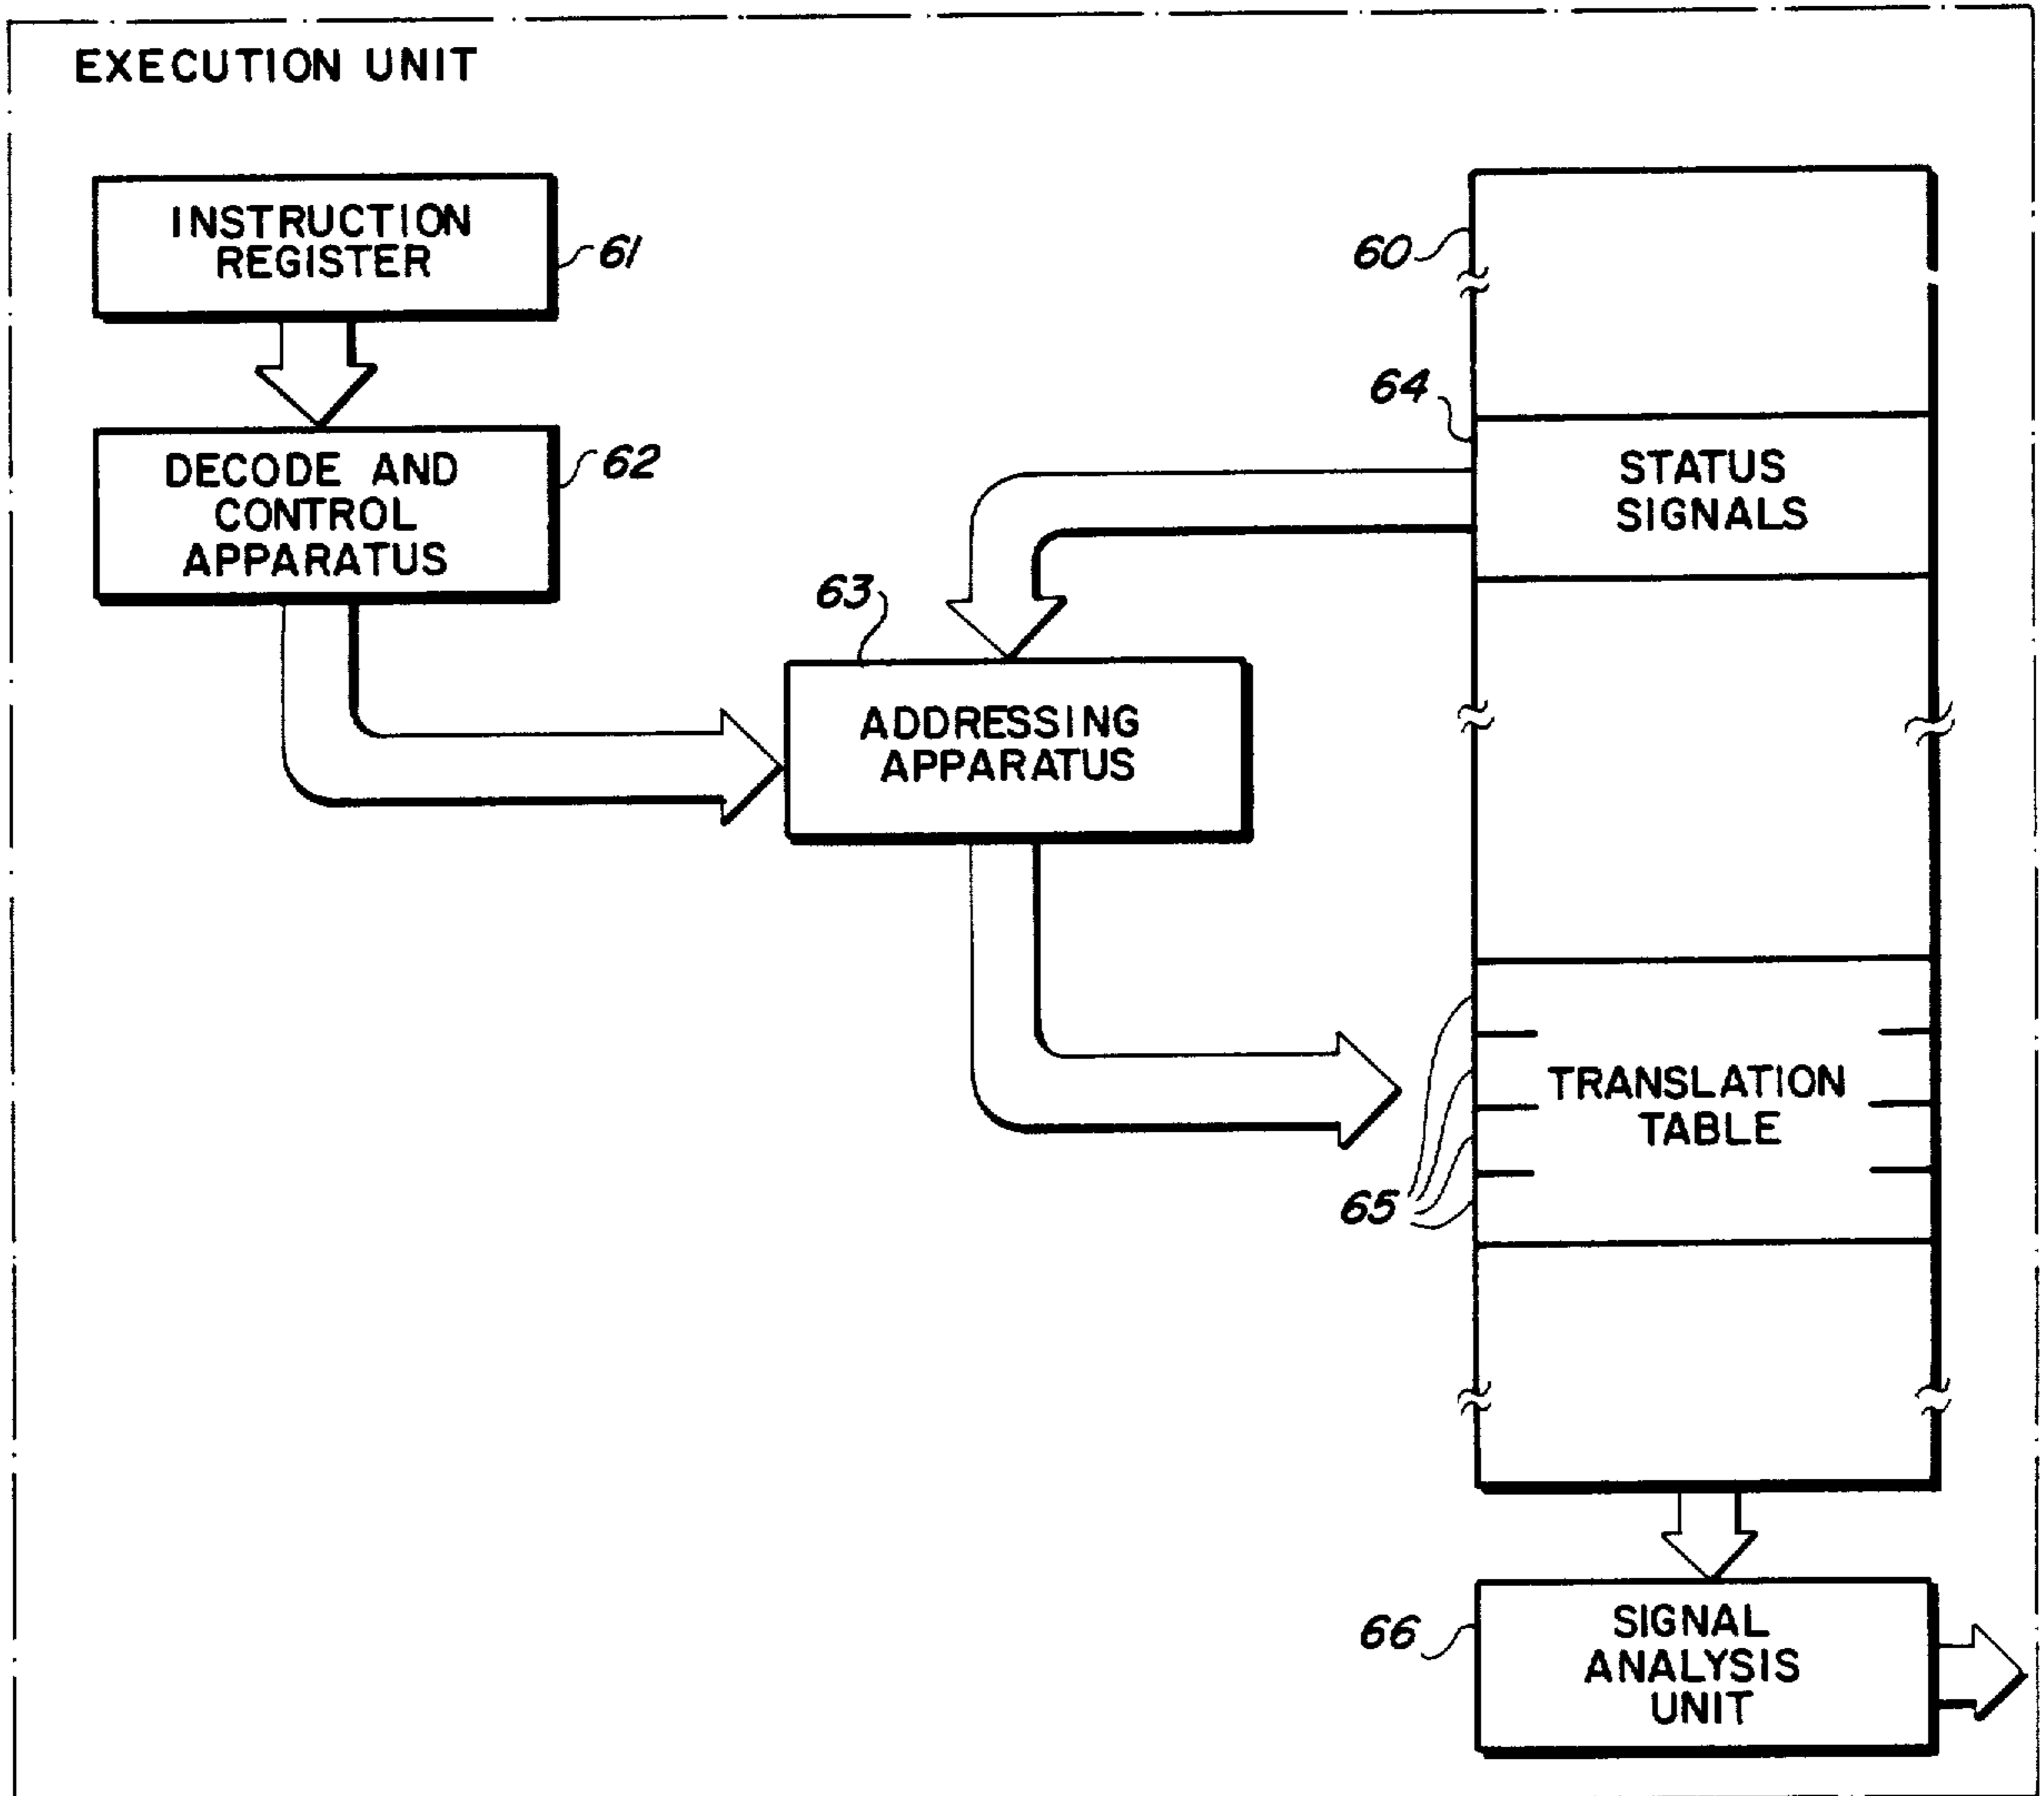 EXECUTION UNIT
INSTRUCTION
REGISTER
61
60
64
DECODE AND
CONTROL
APPARATUS
62
STATUS
SIGNALS
63
ADDRESSING
APPARATUS
TRANSLATION
TABLE
65
66
SIGNAL
ANALYSIS
UNIT